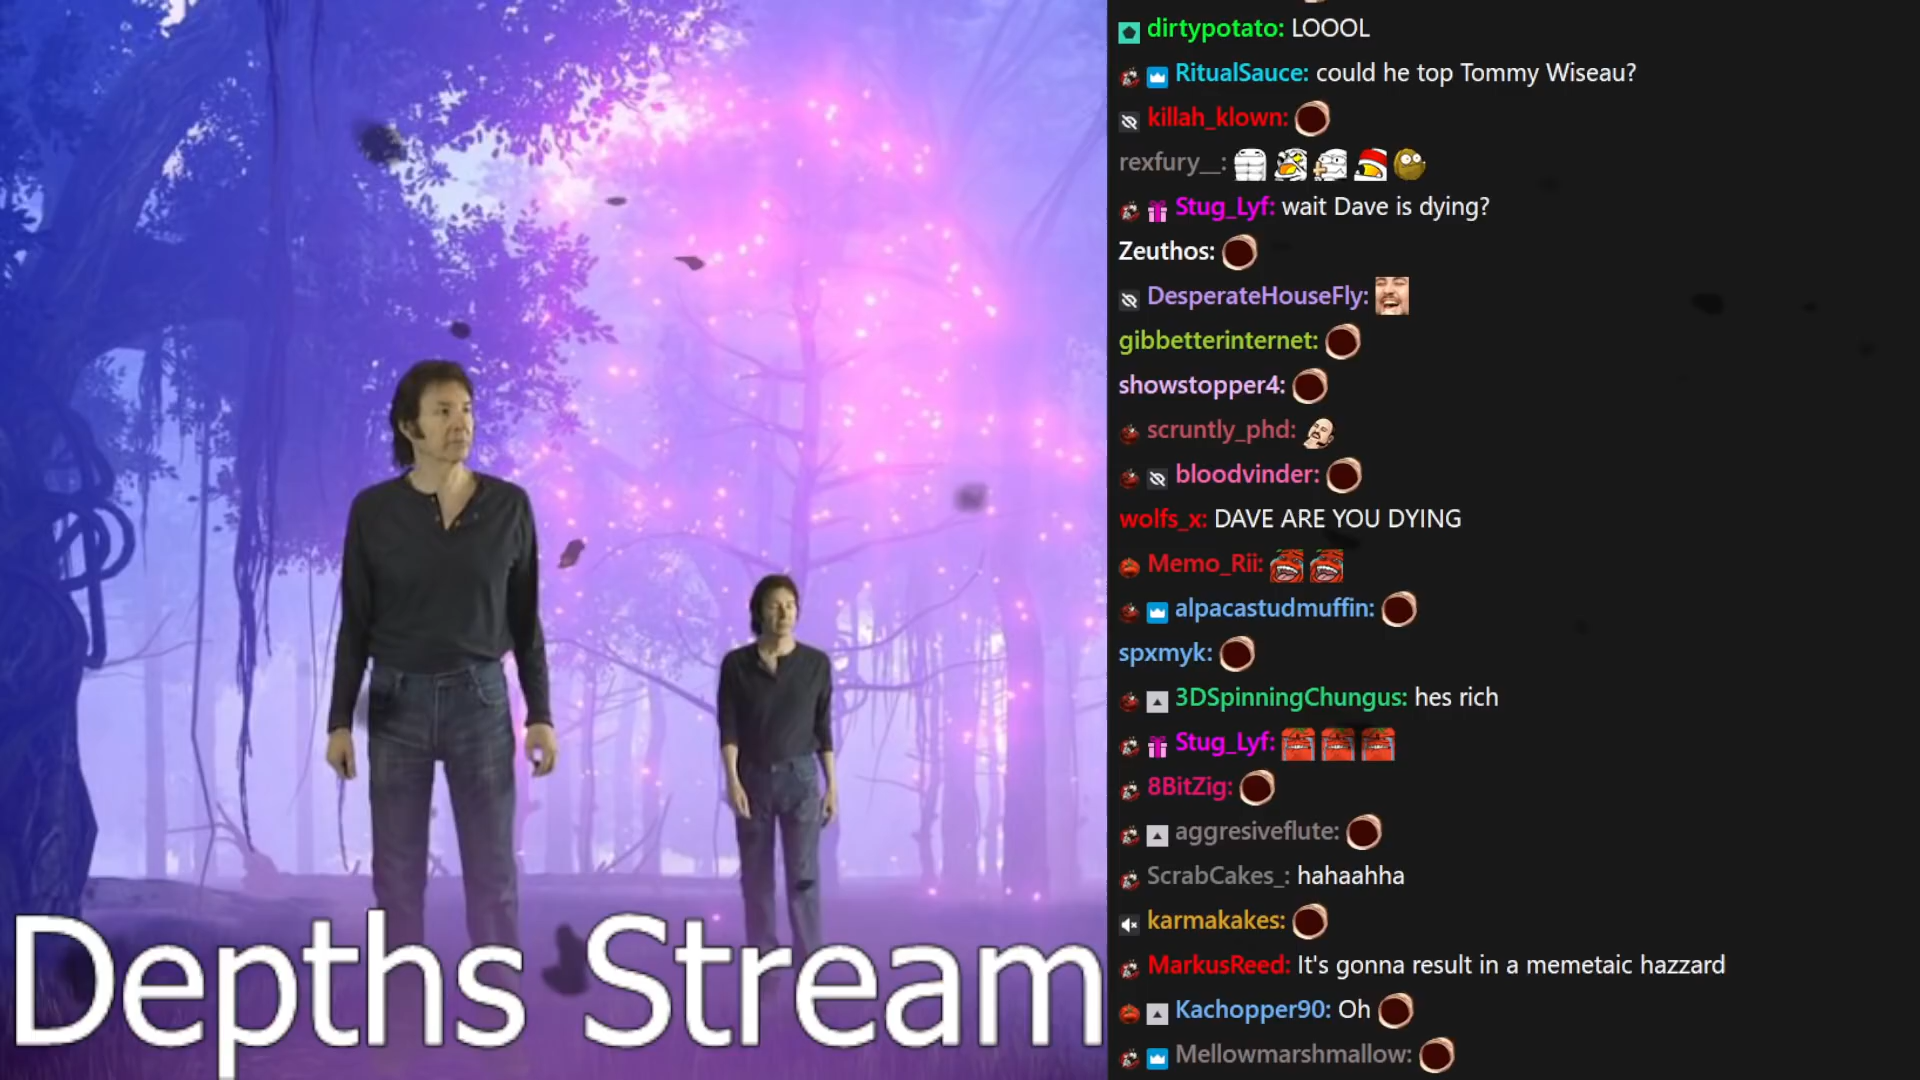 dirtypotato: LOOOL
RitualSauce: could he top Tommy Wiseau?
killah_klown:
rexfury__:
Stug_Lyf: wait Dave is dying?
Zeuthos:
DesperateHouseFly:
gibbetterinternet:
showstopper4:
scruntly_phd:
bloodvinder:
wolfs_x: DAVE ARE YOU DYING
Memo_Rii:
alpacastudmuffin:
spxmyk:
3DSpinningChungus: hes rich
Stug_Lyf:
8BitZig:
aggresiveflute:
ScrabCakes_: hahaahha
karmakakes:
MarkusReed: It's gonna result in a memetaic hazzard
Kachopper90: Oh
Mellowmarshmallow:
Depths Stream